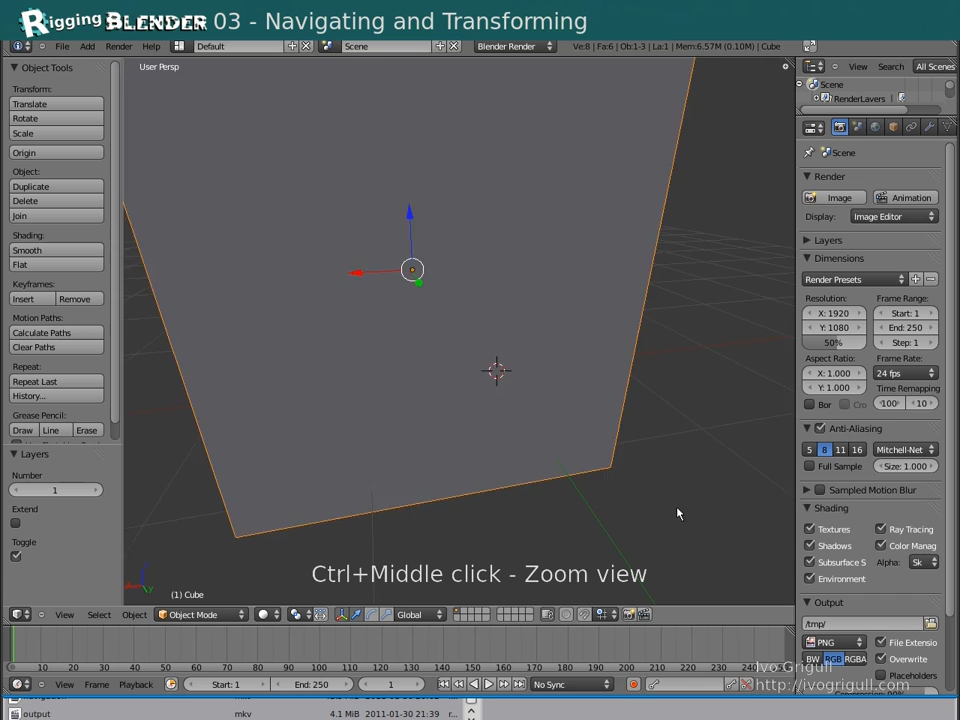 Rigging BLENDER 03 - Navigating and Transforming
File Add Render Help Default Scene Blender Render Ve:8 | Fa:6 | Ob:1-3 | La:1 | Mem:6.57M (0.10M) | Cube
Object Tools
Transform:
Translate
Rotate
Scale
Origin
Object:
Duplicate
Delete
Join
Shading:
Smooth
Flat
Keyframes:
Insert Remove
Motion Paths:
Calculate Paths
Clear Paths
Repeat:
Repeat Last
History...
Grease Pencil:
Draw Line Erase
Layers
Number
1
Extend
Toggle
User Persp
Ctrl+Middle click - Zoom view
(1) Cube
View Select Object Object Mode Global
View Search All Scenes
Scene
RenderLayers
Scene
Render
Image Animation
Display: Image Editor
Layers
Dimensions
Render Presets
Resolution: Frame Range:
X: 1920 Start: 1
Y: 1080 End: 250
50% Step: 1
Aspect Ratio: Frame Rate:
X: 1.000 24 fps
Y: 1.000 Time Remapping
Bor Cro 100 10
Anti-Aliasing
5 8 11 16 Mitchell-Net
Full Sample Size: 1.000
Sampled Motion Blur
Shading
Textures Ray Tracing
Shadows Color Manag
Subsurface S Alpha: Sk
Environment
Output
/tmp/
PNG File Extensio
BW RGB RGBA Overwrite
Placeholders
Ivo Grigull
http://ivogrigull.com
10 20 30 40 50 60 70 80 90 100 110 120 130 140 150 160 170 180 190 200 210 220 230 240 250
View Frame Playback Start: 1 End: 250 1 No Sync
output mkv 4.1 MiB 2011-01-30 21:39 r...